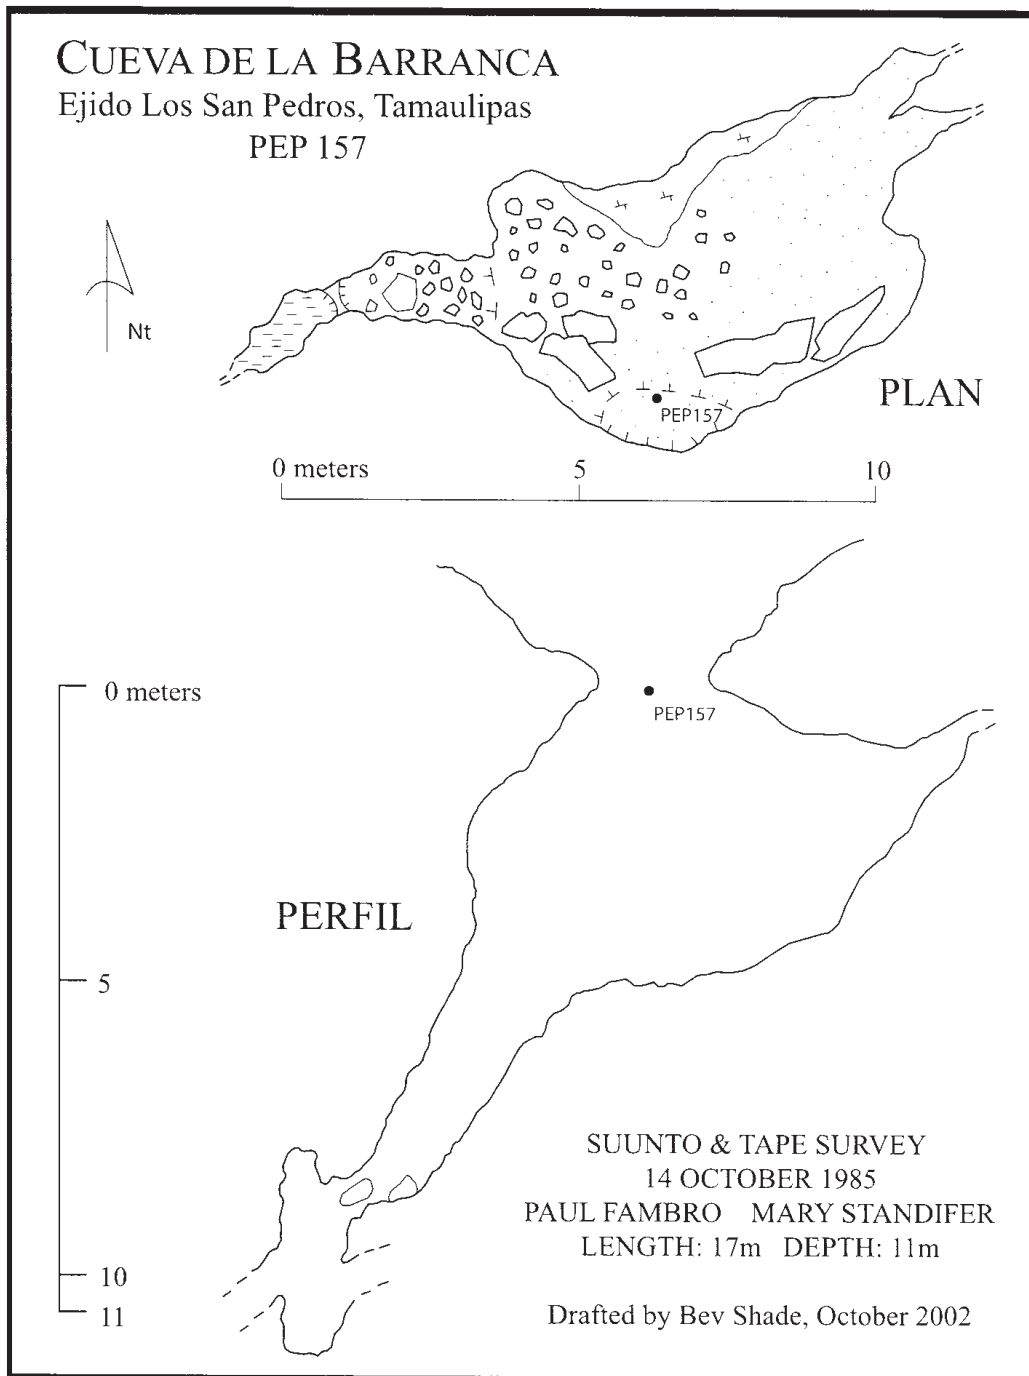 CUEVA DE LA BARRANCA
Ejido Los San Pedros, Tamaulipas
PEP 157
Nt
PLAN
PEP157
0 meters 5 10
0 meters
PEP157
PERFIL
5
10
11
SUUNTO & TAPE SURVEY
14 OCTOBER 1985
PAUL FAMBRO MARY STANDIFER
LENGTH: 17m DEPTH: 11m
Drafted by Bev Shade, October 2002